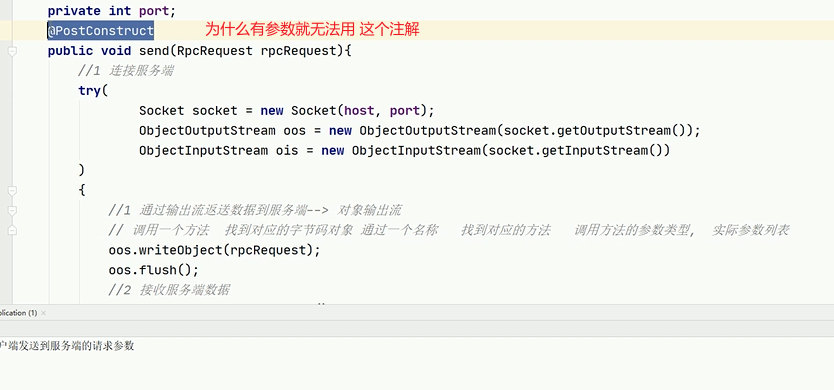 private int port;
@PostConstruct 为什么有参数就无法用 这个注解
public void send(RpcRequest rpcRequest){
//1 连接服务端
try(
Socket socket = new Socket(host, port);
ObjectOutputStream oos = new ObjectOutputStream(socket.getOutputStream());
ObjectInputStream ois = new ObjectInputStream(socket.getInputStream())
)
{
//1 通过输出流返送数据到服务端--> 对象输出流
// 调用一个方法 找到对应的字节码对象 通过一个名称 找到对应的方法 调用方法的参数类型, 实际参数列表
oos.writeObject(rpcRequest);
oos.flush();
//2 接收服务端数据
plication (1) ×
户端发送到服务端的请求参数